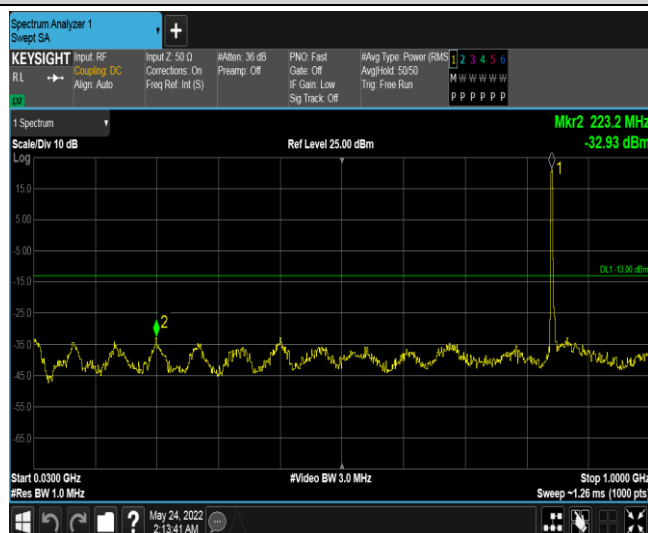 Spectrum Analyzer 1
Swept SA
+
KEYSIGHT
RL
Input: RF
Coupling: DC
Align: Auto
Input Z: 50 Ω
Corrections: On
Freq Ref: Int (S)
#Atten: 36 dB
Preamp: Off
PNO: Fast
Gate: Off
IF Gain: Low
Sig Track: Off
#Avg Type: Power (RMS
Avg|Hold: 50/50
Trig: Free Run
1 2 3 4 5 6
M W W W W W
P P P P P P
1 Spectrum
Mkr2 223.2 MHz
Scale/Div 10 dB
Ref Level 25.00 dBm
-32.93 dBm
Log
1
15.0
5.00
-5.00
DL1 -13.00 dBm
-15.0
-25.0
2
-35.0
-45.0
-55.0
-65.0
Start 0.0300 GHz
#Video BW 3.0 MHz
Stop 1.0000 GHz
#Res BW 1.0 MHz
Sweep ~1.26 ms (1000 pts)
?
May 24, 2022
2:13:41 AM